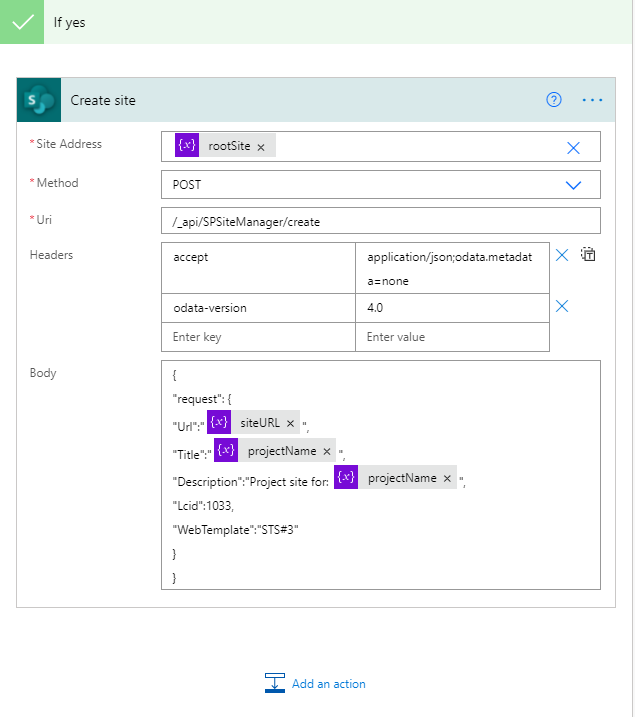 If yes
S Create site
* Site Address {x} rootSite ×
* Method POST
* Uri /_api/SPSiteManager/create
Headers accept application/json;odata.metadat
a=none
odata-version 4.0
Enter key Enter value
Body {
"request": {
"Url":" {x} siteURL × ",
"Title":" {x} projectName × ",
"Description":"Project site for: {x} projectName × ",
"Lcid":1033,
"WebTemplate":"STS#3"
}
}
Add an action